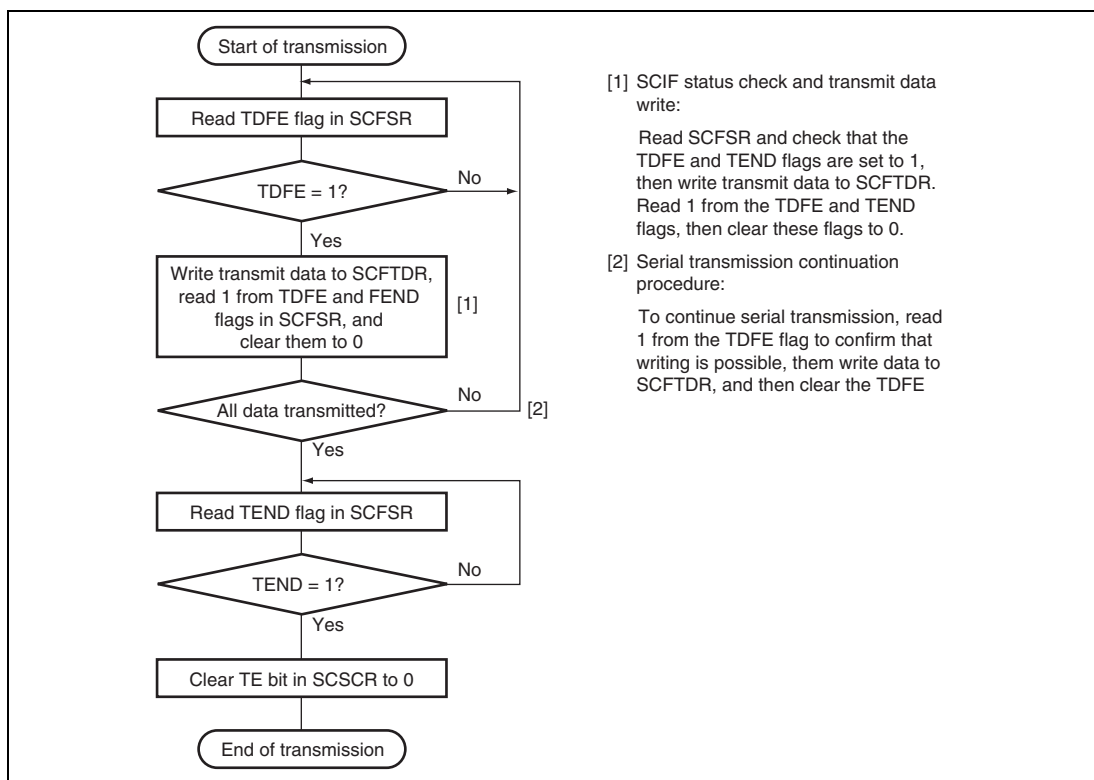 Start of transmission
Read TDFE flag in SCFSR
TDFE = 1?
No
Yes
Write transmit data to SCFTDR,
read 1 from TDFE and FEND
flags in SCFSR, and
clear them to 0
[1]
All data transmitted?
No
[2]
Yes
Read TEND flag in SCFSR
TEND = 1?
No
Yes
Clear TE bit in SCSCR to 0
End of transmission
[1] SCIF status check and transmit data
write:
Read SCFSR and check that the
TDFE and TEND flags are set to 1,
then write transmit data to SCFTDR.
Read 1 from the TDFE and TEND
flags, then clear these flags to 0.
[2] Serial transmission continuation
procedure:
To continue serial transmission, read
1 from the TDFE flag to confirm that
writing is possible, them write data to
SCFTDR, and then clear the TDFE